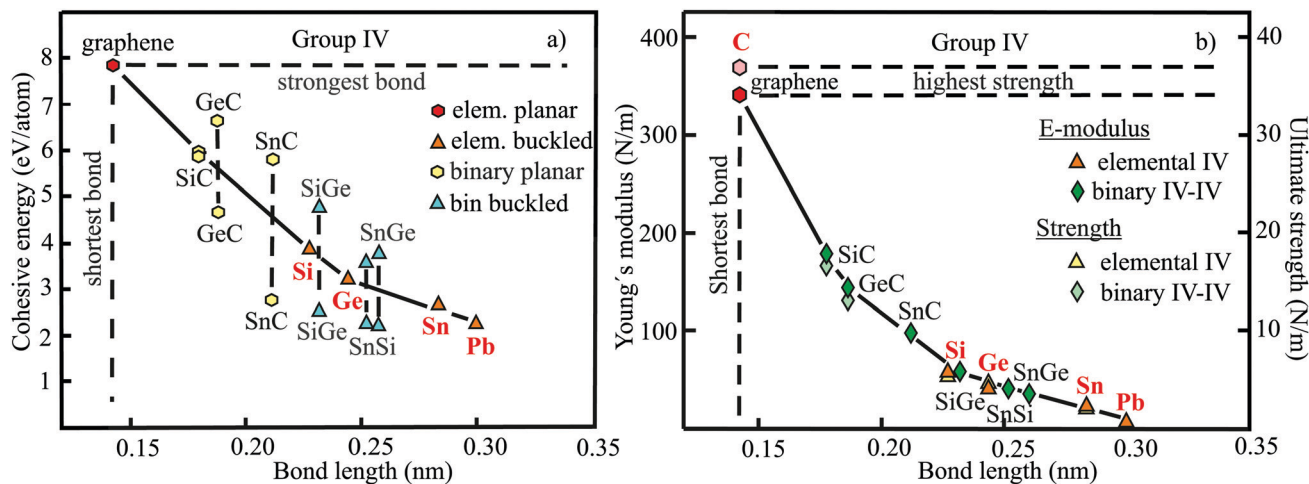 Group IV
a)
graphene
strongest bond
shortest bond
GeC
SiC
GeC
SnC
SnC
SiGe
SiGe
SnGe
SnSi
Si
Ge
Sn
Pb
elem. planar
elem. buckled
binary planar
bin buckled
Cohesive energy (eV/atom)
8
7
6
5
4
3
2
1
0.15
0.20
0.25
0.30
0.35
Bond length (nm)
Group IV
b)
C
graphene
highest strength
Shortest bond
E-modulus
elemental IV
binary IV-IV
Strength
elemental IV
binary IV-IV
SiC
GeC
SnC
Si
Ge
SiGe
SnSi
SnGe
Sn
Pb
Young´s modulus (N/m)
400
300
200
100
Ultimate strength (N/m)
40
30
20
10
0.15
0.20
0.25
0.30
0.35
Bond length (nm)